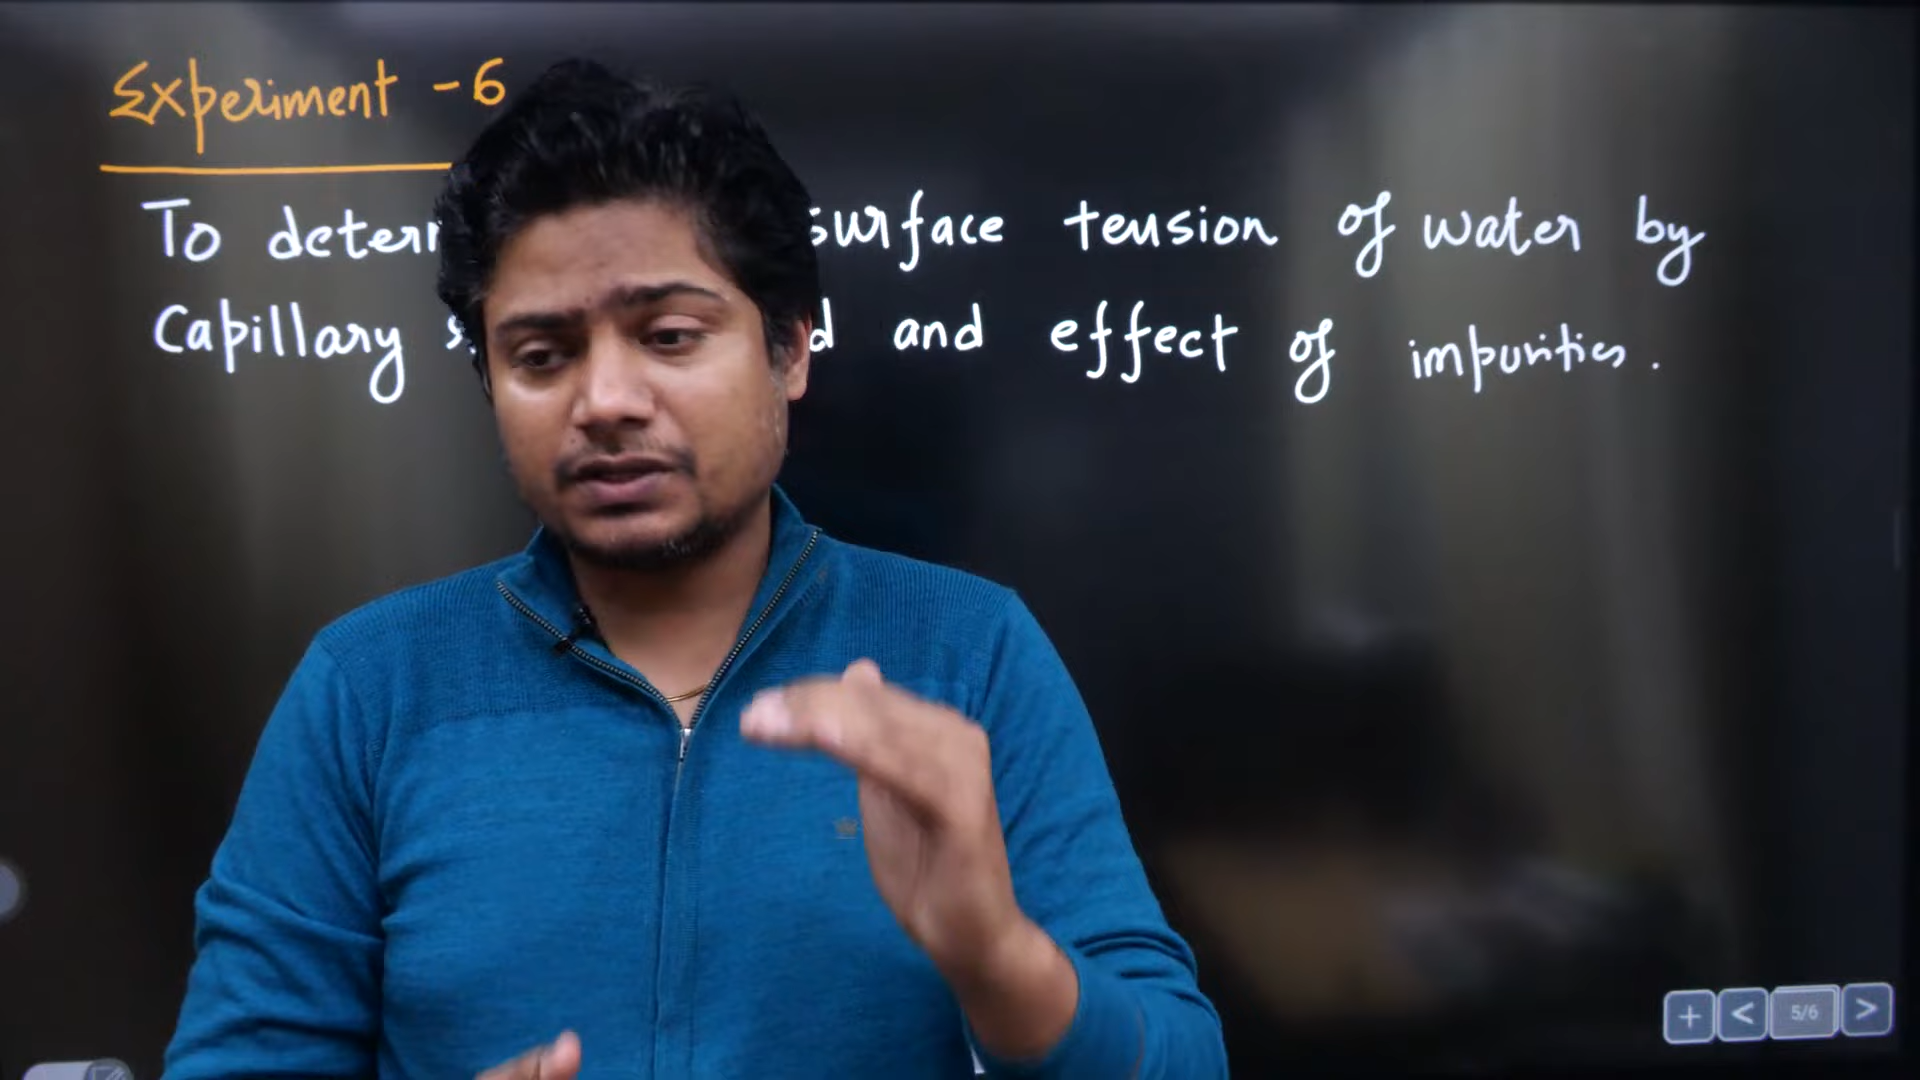 Experiment - 6
To deter surface tension of water by
Capillary and effect of impurities.
+ < 5/6 >